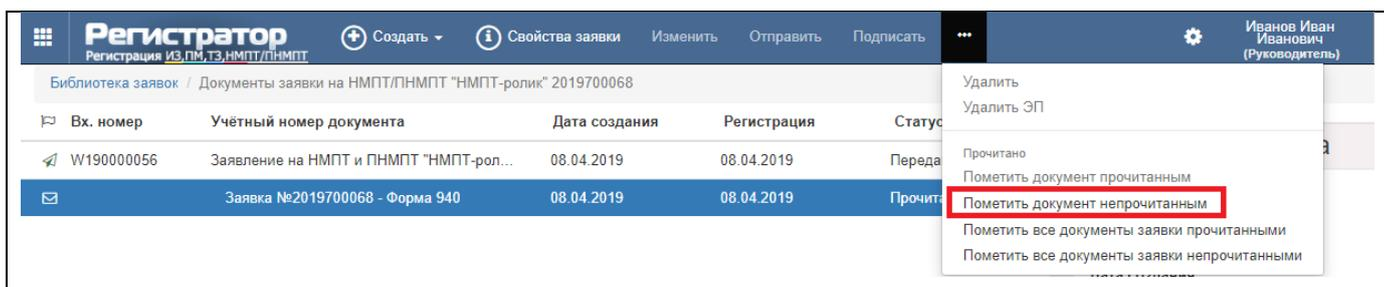 Регистратор
Регистрация ИЗ,ПМ,ТЗ,НМПТ/ПНМПТ
Создать
Свойства заявки
Изменить
Отправить
Подписать
Иванов Иван
Иванович
(Руководитель)
Библиотека заявок / Документы заявки на НМПТ/ПНМПТ "НМПТ-ролик" 2019700068
Вх. номер Учётный номер документа Дата создания Регистрация Статус
W190000056 Заявление на НМПТ и ПНМПТ "НМПТ-рол... 08.04.2019 08.04.2019 Переда
Заявка №2019700068 - Форма 940 08.04.2019 08.04.2019 Прочита
Удалить
Удалить ЭП
Прочитано
Пометить документ прочитанным
Пометить документ непрочитанным
Пометить все документы заявки прочитанными
Пометить все документы заявки непрочитанными